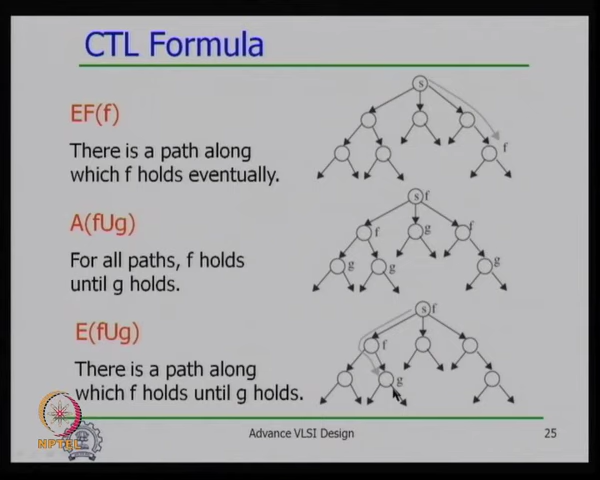 CTL Formula
EF(f)
There is a path along
which f holds eventually.
s
f
A(fUg)
For all paths, f holds
until g holds.
s f
f g f
g g g
E(fUg)
There is a path along
which f holds until g holds.
s f
f
g
NPTEL
Advance VLSI Design
25